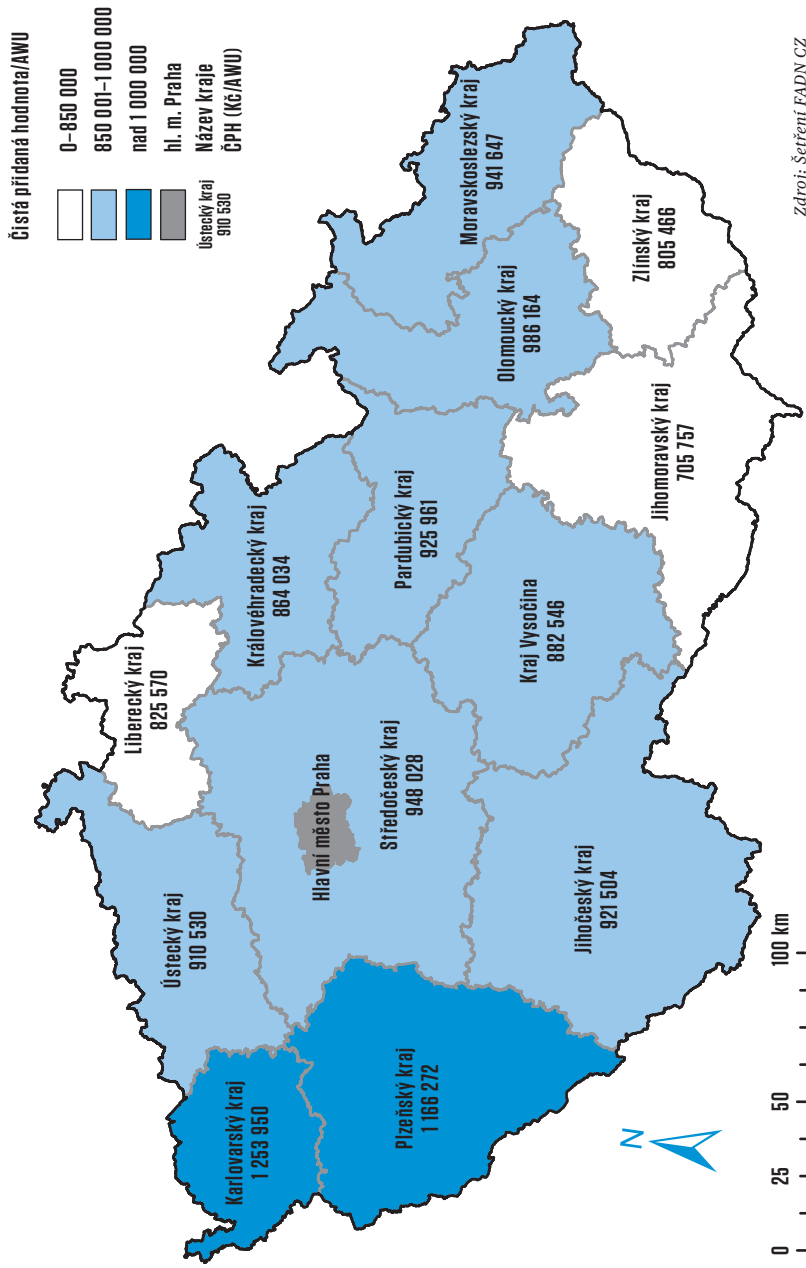 Čistá přidaná hodnota/AWU
0–850 000
850 001–1 000 000
nad 1 000 000
hl. m. Praha
Ústecký kraj
910 530
Název kraje
ČPH (Kč/AWU)
Karlovarský kraj
1 253 950
Ústecký kraj
910 530
Liberecký kraj
825 570
Královéhradecký kraj
864 034
Hlavní město Praha
Středočeský kraj
948 028
Plzeňský kraj
1 166 272
Jihočeský kraj
921 504
Pardubický kraj
925 961
Kraj Vysočina
882 546
Olomoucký kraj
986 164
Moravskoslezský kraj
941 647
Zlínský kraj
805 466
Jihomoravský kraj
705 757
N
0 25 50 100 km
Zdroj: Šetření FADN CZ